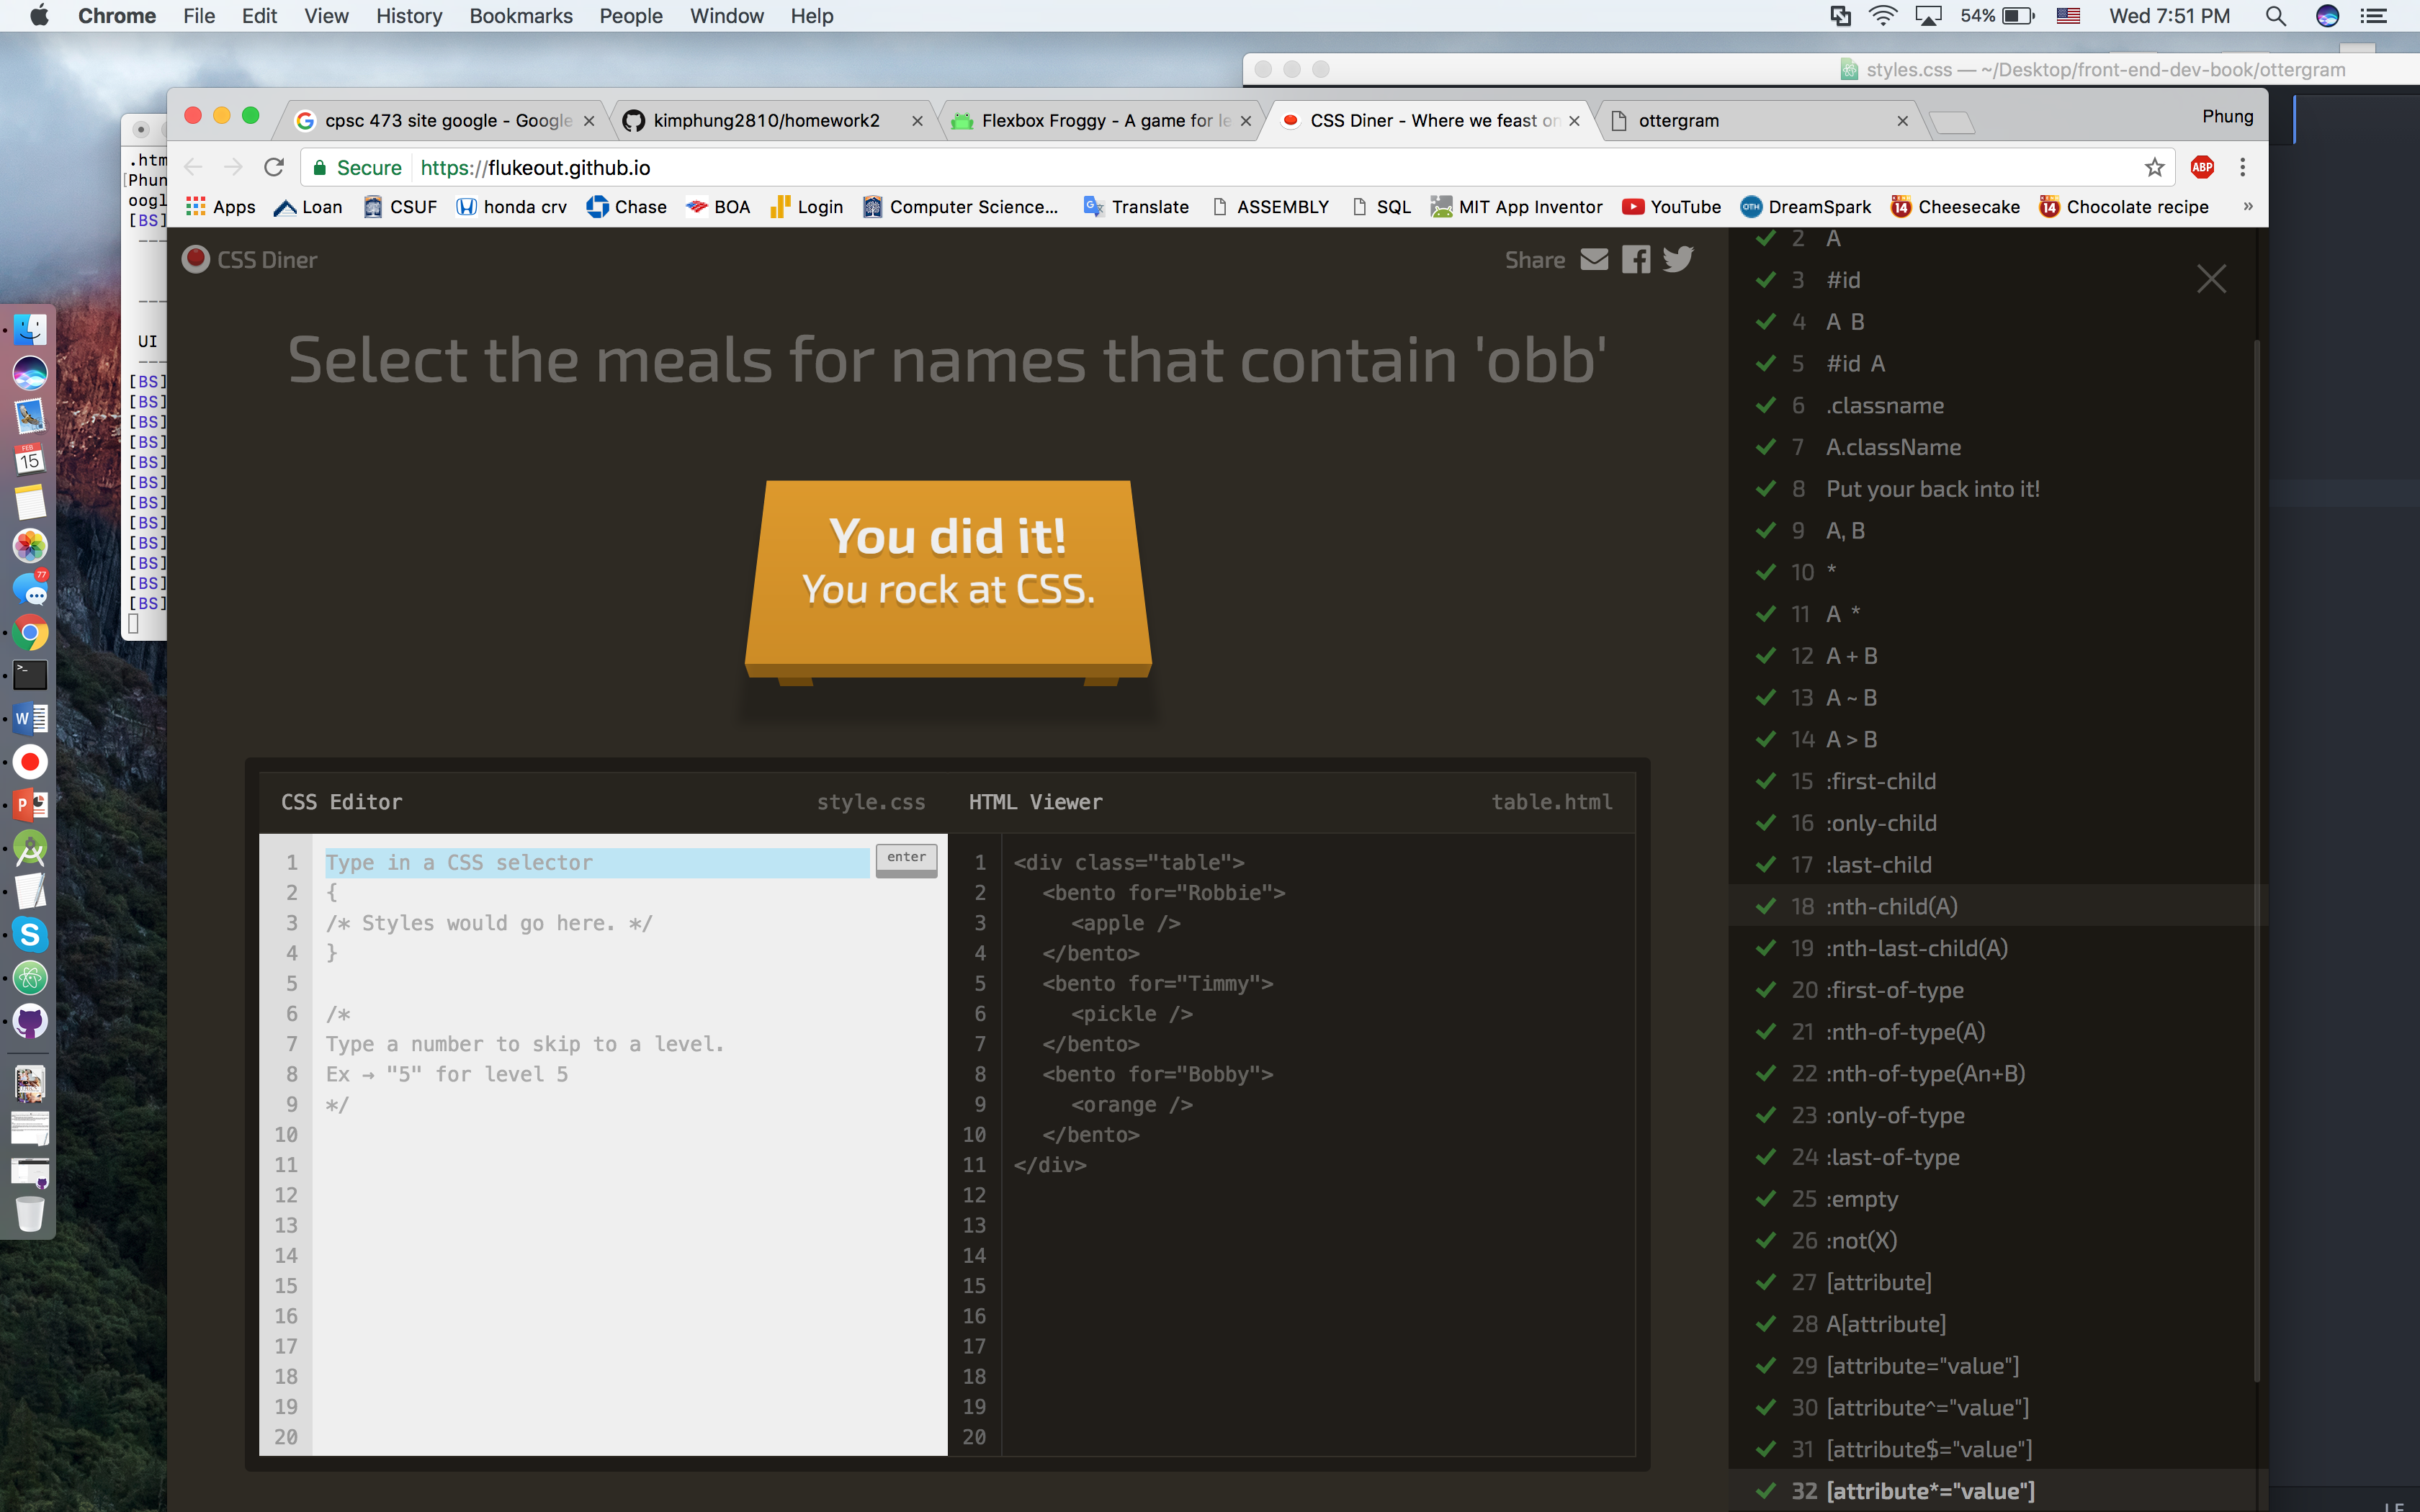 Chrome File Edit View History Bookmarks People Window Help 54% Wed 7:51 PM
styles.css — ~/Desktop/front-end-dev-book/ottergram
cpsc 473 site google - Google kimphung2810/homework2 Flexbox Froggy - A game for le CSS Diner - Where we feast on ottergram Phung
Secure https://flukeout.github.io ABP
Apps Loan CSUF honda crv Chase BOA Login Computer Science... Translate ASSEMBLY SQL MIT App Inventor YouTube DreamSpark Cheesecake Chocolate recipe »
.htm
[Phun
oogl
[BS]
----
----
UI
----
[BS]
[BS]
[BS]
[BS]
[BS]
[BS]
[BS]
[BS]
[BS]
[BS]
[BS]
[BS]
FEB
15
77
CSS Diner Share
Select the meals for names that contain 'obb'
You did it!
You rock at CSS.
CSS Editor style.css
1 Type in a CSS selector enter
2 {
3 /* Styles would go here. */
4 }
5
6 /*
7 Type a number to skip to a level.
8 Ex → "5" for level 5
9 */
10
11
12
13
14
15
16
17
18
19
20
HTML Viewer table.html
1 <div class="table">
2 <bento for="Robbie">
3 <apple />
4 </bento>
5 <bento for="Timmy">
6 <pickle />
7 </bento>
8 <bento for="Bobby">
9 <orange />
10 </bento>
11 </div>
12
13
14
15
16
17
18
19
20
2 A
3 #id
4 A B
5 #id A
6 .classname
7 A.className
8 Put your back into it!
9 A, B
10 *
11 A *
12 A + B
13 A ~ B
14 A > B
15 :first-child
16 :only-child
17 :last-child
18 :nth-child(A)
19 :nth-last-child(A)
20 :first-of-type
21 :nth-of-type(A)
22 :nth-of-type(An+B)
23 :only-of-type
24 :last-of-type
25 :empty
26 :not(X)
27 [attribute]
28 A[attribute]
29 [attribute="value"]
30 [attribute^="value"]
31 [attribute$="value"]
32 [attribute*="value"]